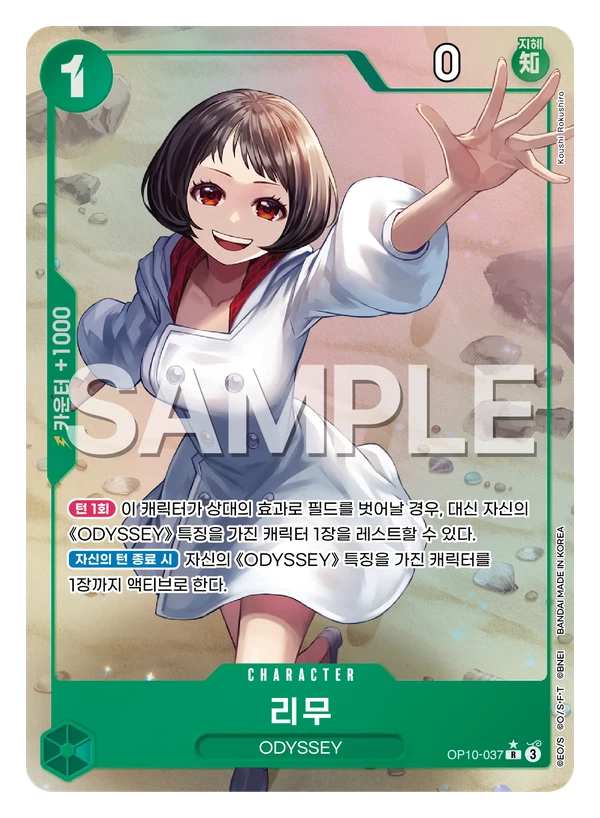 1
0
지혜
知
Koushi Rokushiro
카운터 +1000
SAMPLE
턴 1회 이 캐릭터가 상대의 효과로 필드를 벗어날 경우, 대신 자신의
《ODYSSEY》 특징을 가진 캐릭터 1장을 레스트할 수 있다.
자신의 턴 종료 시 자신의 《ODYSSEY》 특징을 가진 캐릭터를
1장까지 액티브로 한다.
CHARACTER
리무
ODYSSEY
OP10-037 R 3
©EO/S ©O/S·F·T ©BNEI BANDAI MADE IN KOREA